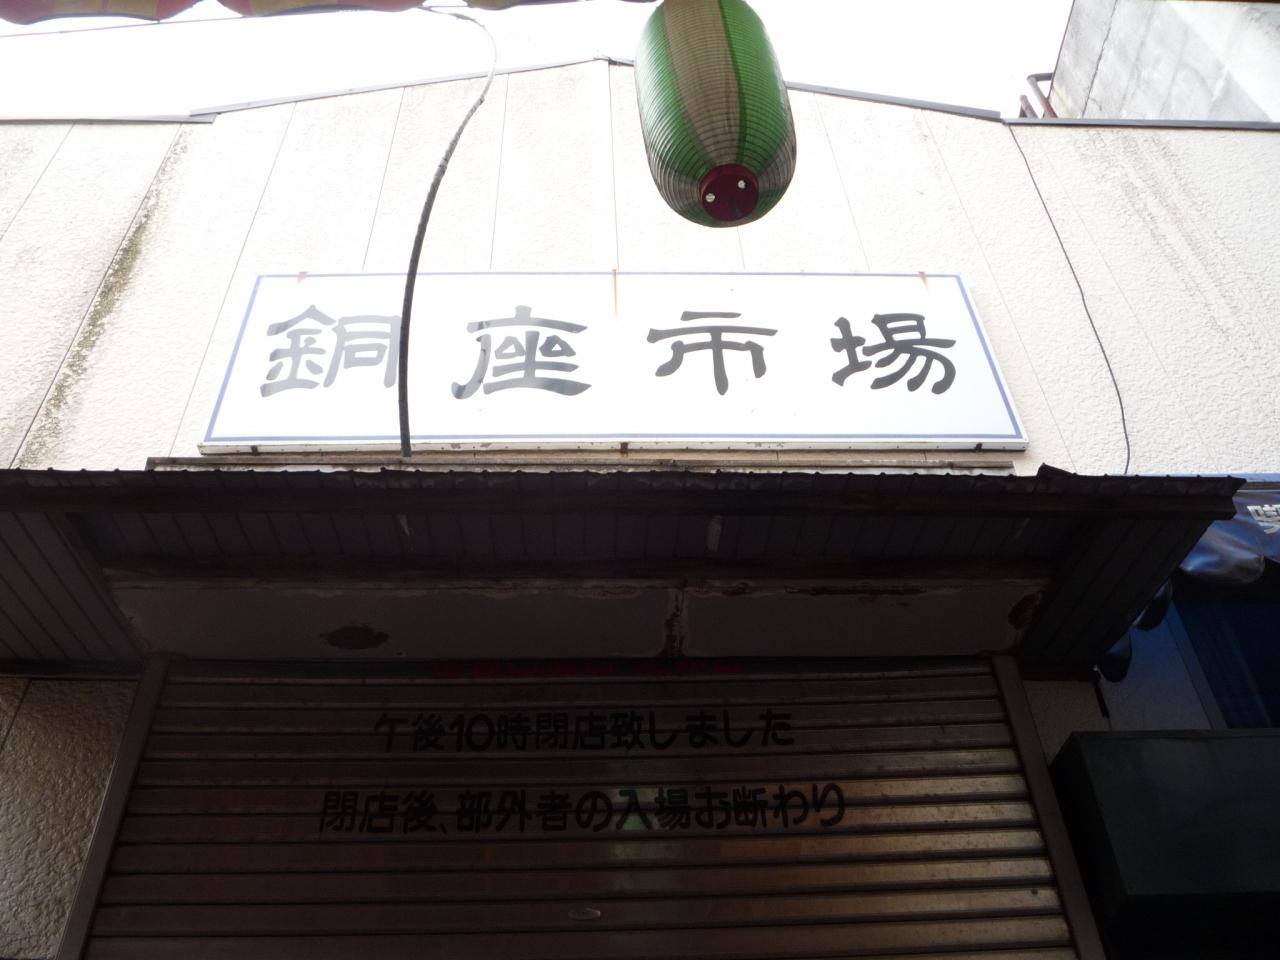 銅座市場
午後10時閉店致しました
閉店後、部外者の入場お断わり